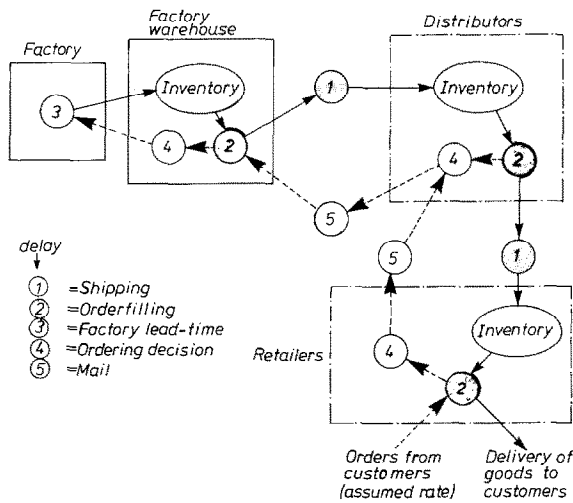 Factory
warehouse
Distributors
Factory
Inventory
1
Inventory
3
4
2
4
2
5
5
1
delay
1 =Shipping
2 =Orderfilling
3 =Factory lead-time
4 =Ordering decision
5 =Mail
Inventory
4
Retailers
2
Orders from
customers
(assumed rate)
Delivery of
goods to
customers